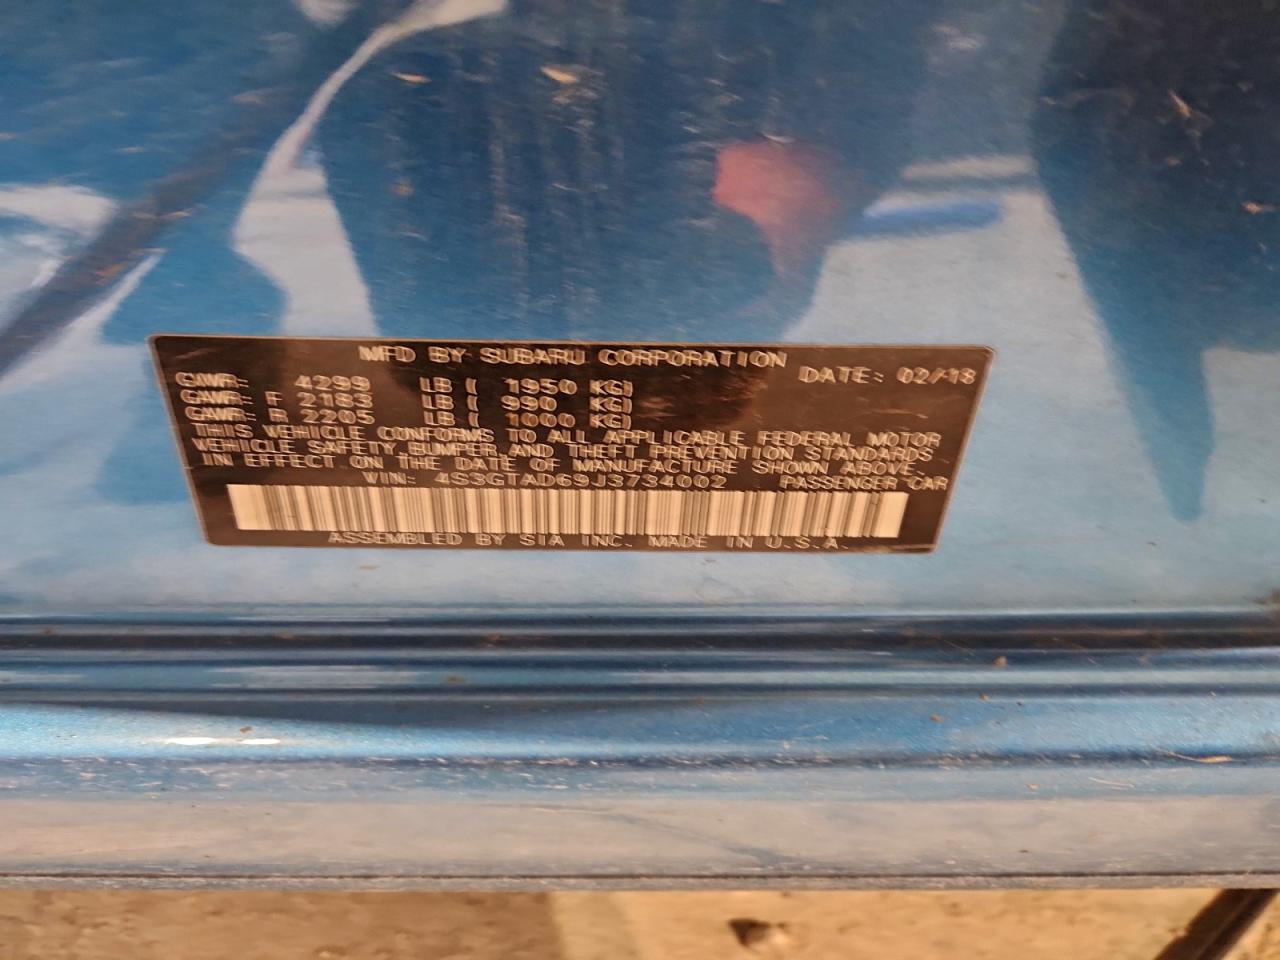 MFD BY SUBARU CORPORATION DATE: 02/18
GVWR: 4299 LB ( 1950 KG)
GAWR: F 2183 LB ( 990 KG)
GAWR: R 2205 LB ( 1000 KG)
THIS VEHICLE CONFORMS TO ALL APPLICABLE FEDERAL MOTOR
VEHICLE SAFETY,BUMPER,AND THEFT PREVENTION STANDARDS
IN EFFECT ON THE DATE OF MANUFACTURE SHOWN ABOVE.
VIN: 4S3GTAD69J3734002 PASSENGER CAR
ASSEMBLED BY SIA INC. MADE IN U.S.A.